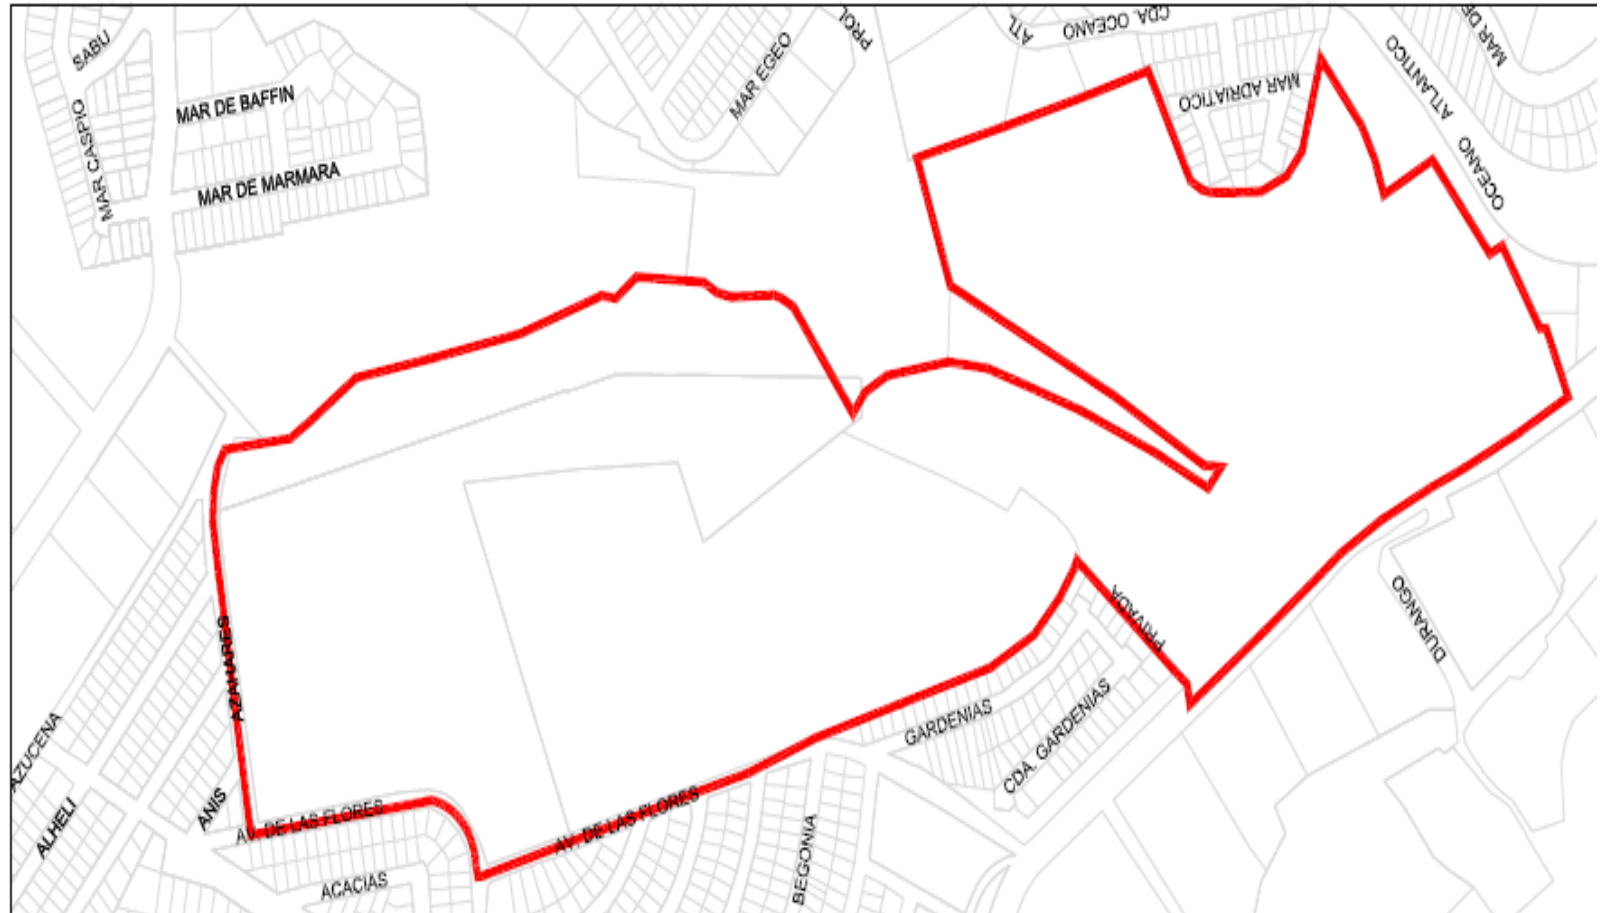 SABU
MAR CASPIO
MAR DE BAFFIN
MAR DE MARMARA
MAR EGEO
PROL
ATL
CDA. OCEANO
MAR ADRIATICO
OCEANO ATLANTICO
MAR DE
AZAHARES
AZUCENA
ALHELI
ANIS
AV. DE LAS FLORES
ACACIAS
AV. DE LAS FLORES
BEGONIA
GARDENIAS
CDA. GARDENIAS
PRIVADA
DURANGO